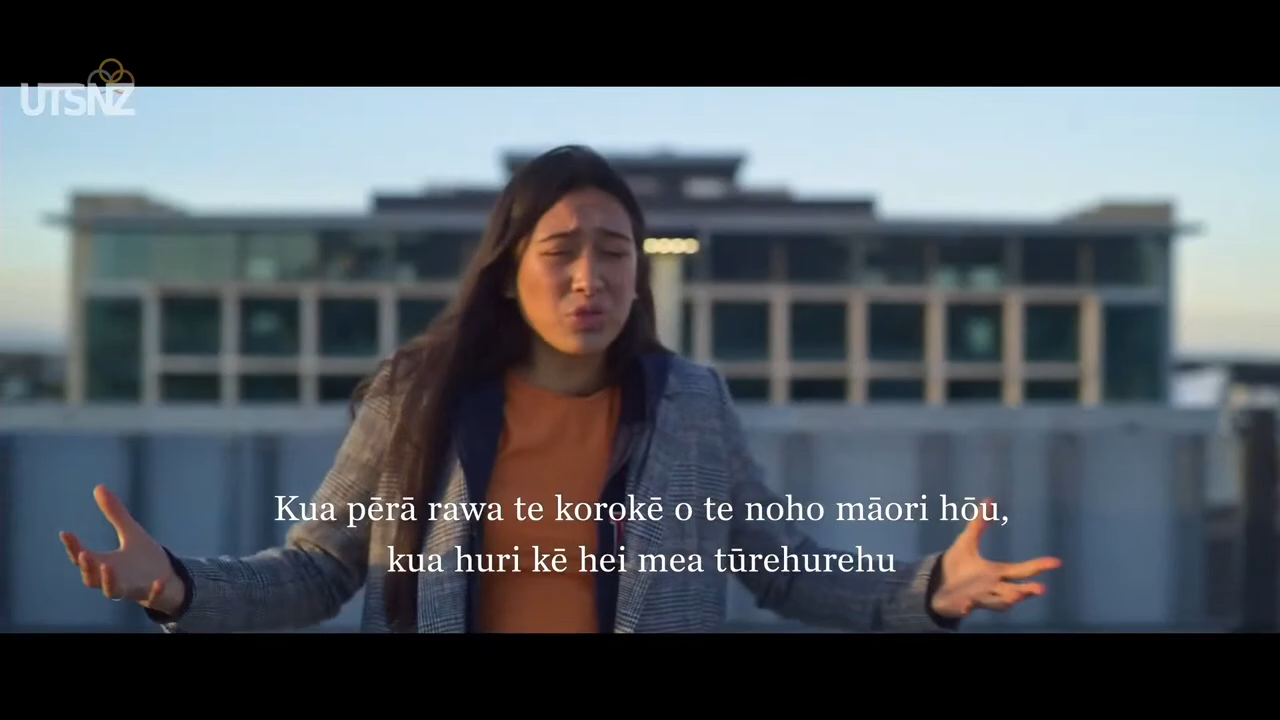 UTSNZ
Kua pērā rawa te korokē o te noho māori hōu,
kua huri kē hei mea tūrehurehu